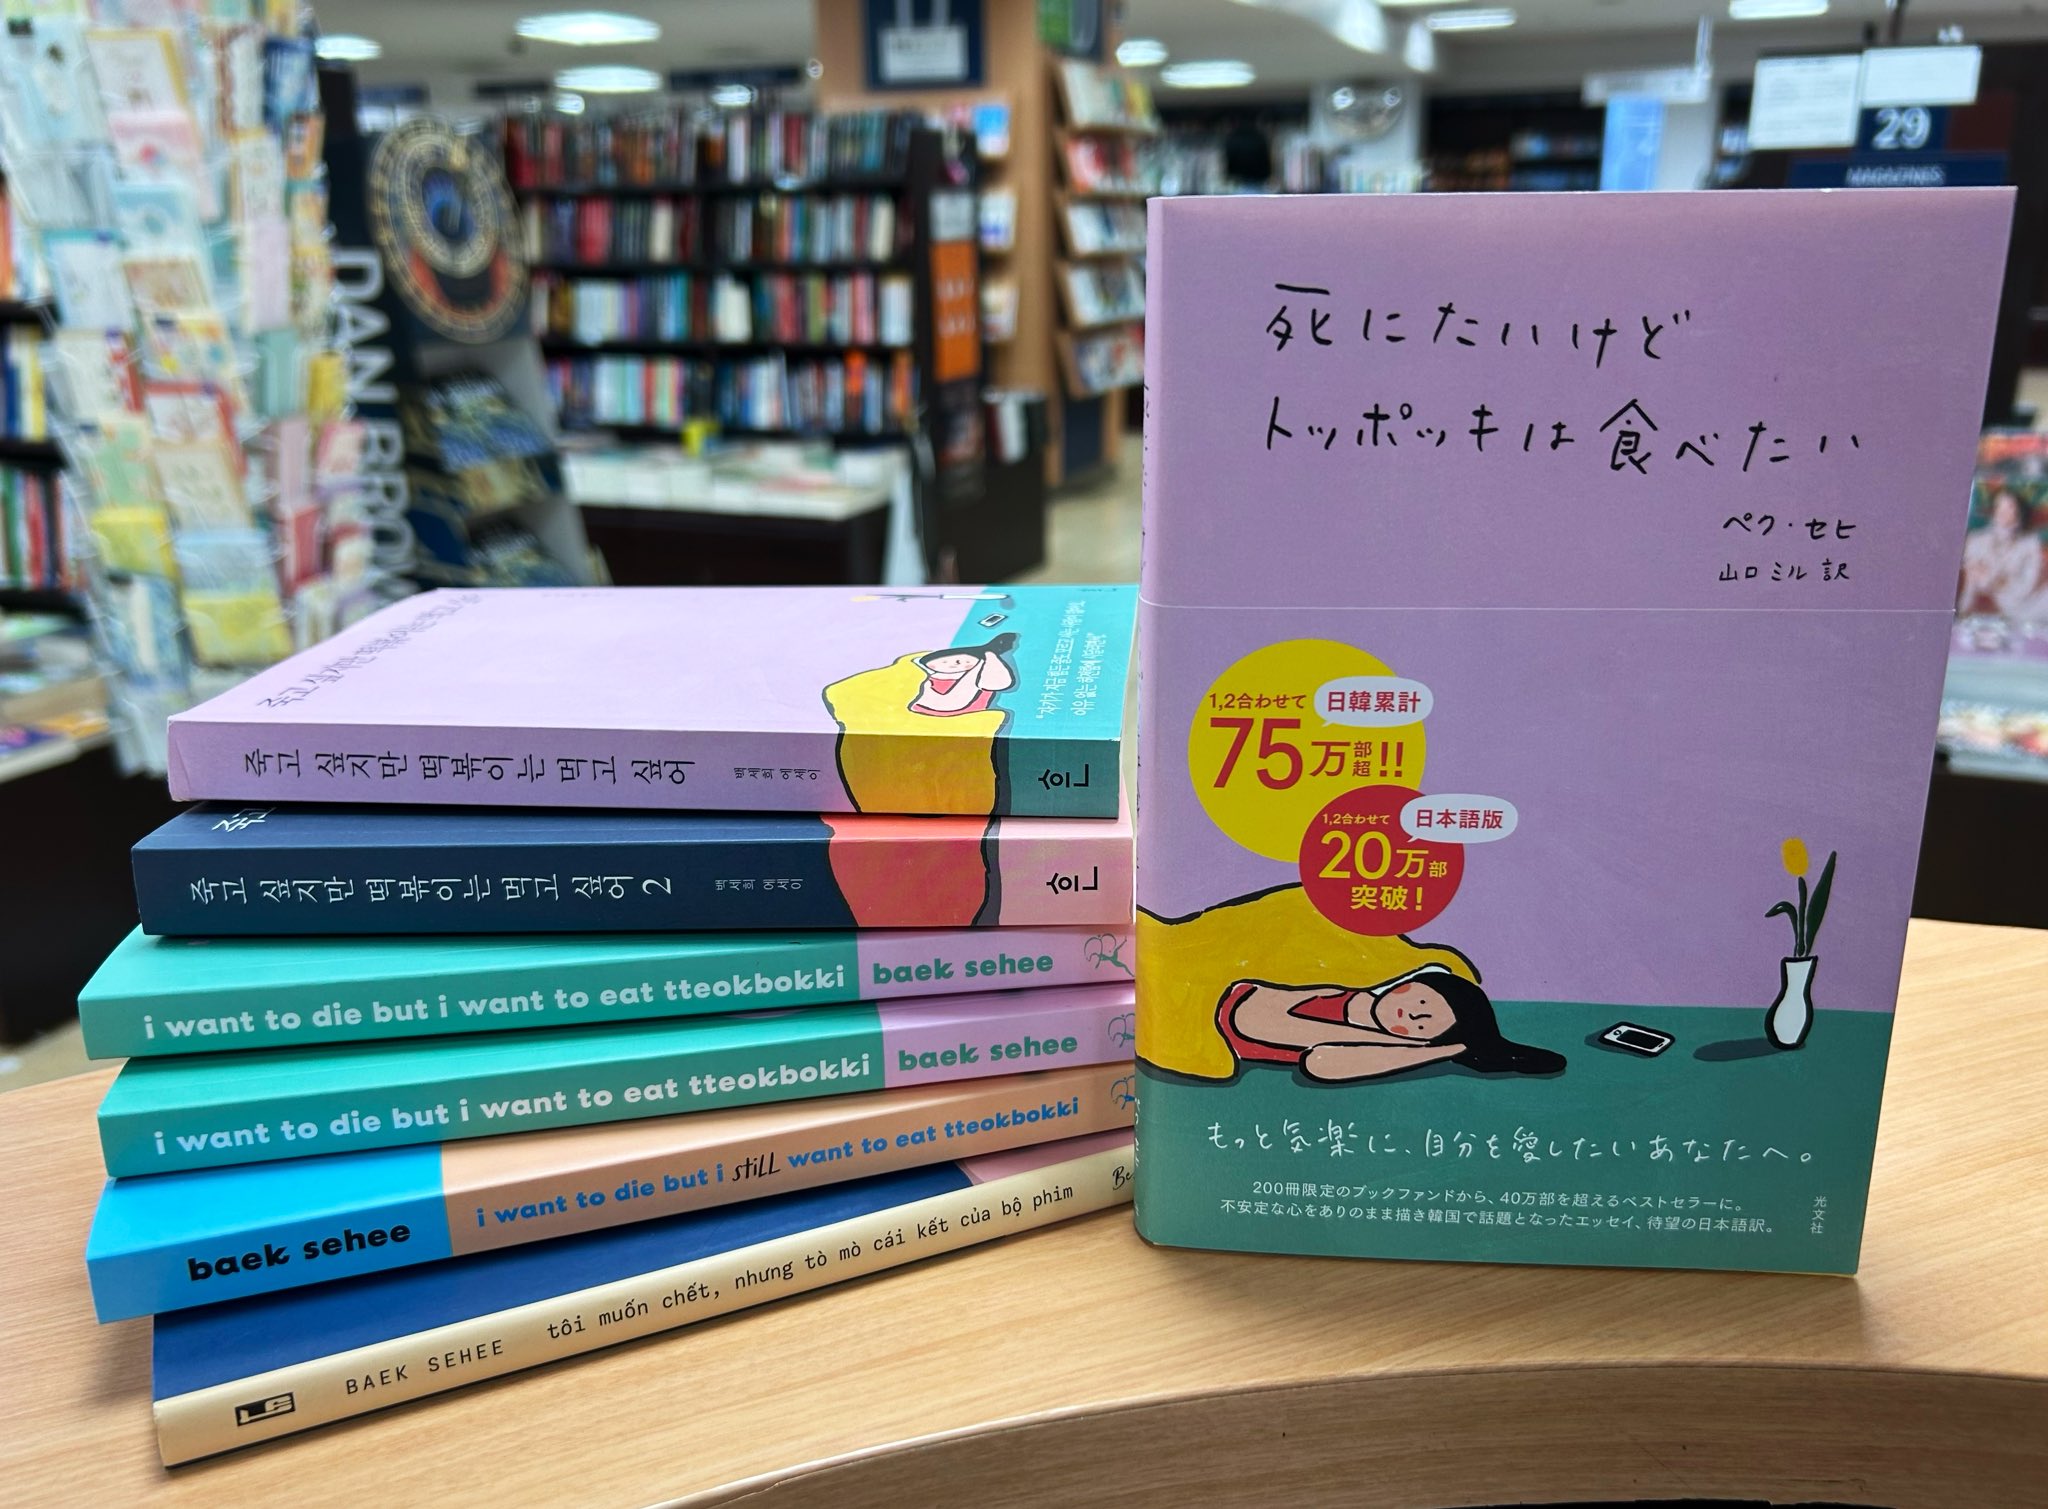 DAN BROWN
29
MAGAZINES
죽고 싶지만 떡볶이는 먹고 싶어 백세희 에세이 흔
죽고 싶지만 떡볶이는 먹고 싶어 2 백세희 에세이 흔
i want to die but i want to eat tteokbokki baek sehee
i want to die but i want to eat tteokbokki baek sehee
baek sehee i want to die but i still want to eat tteokbokki
BAEK SEHEE tôi muốn chết, nhưng tò mò cái kết của bộ phim
死にたいけど
トッポッキは食べたい
ペク・セヒ
山口ミル 訳
1,2合わせて 日韓累計
75万部超!!
1,2合わせて 日本語版
20万部
突破!
もっと気楽に、自分を愛したいあなたへ。
200冊限定のブックファンドから、40万部を超えるベストセラーに。
不安定な心をありのまま描き韓国で話題となったエッセイ、待望の日本語訳。
光文社